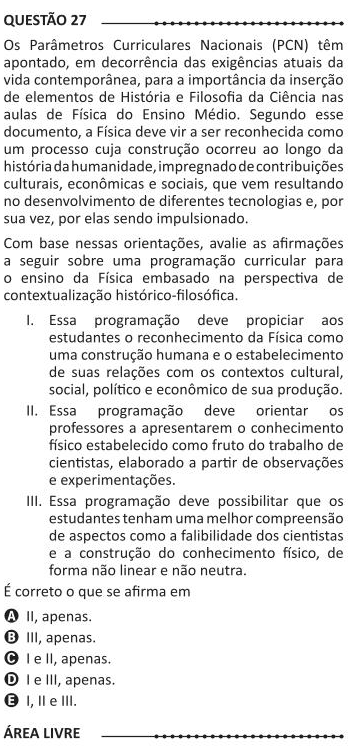 QUESTÃO 27
Os Parâmetros Curriculares Nacionais (PCN) têm
apontado, em decorrência das exigências atuais da
vida contemporânea, para a importância da inserção
de elementos de História e Filosofia da Ciência nas
aulas de Física do Ensino Médio. Segundo esse
documento, a Física deve vir a ser reconhecida como
um processo cuja construção ocorreu ao longo da
história da humanidade, impregnado de contribuições
culturais, econômicas e sociais, que vem resultando
no desenvolvimento de diferentes tecnologias e, por
sua vez, por elas sendo impulsionado.
Com base nessas orientações, avalie as afirmações
a seguir sobre uma programação curricular para
o ensino da Física embasado na perspectiva de
contextualização histórico-filosófica.
I. Essa programação deve propiciar aos
estudantes o reconhecimento da Física como
uma construção humana e o estabelecimento
de suas relações com os contextos cultural,
social, político e econômico de sua produção.
II. Essa programação deve orientar os
professores a apresentarem o conhecimento
físico estabelecido como fruto do trabalho de
cientistas, elaborado a partir de observações
e experimentações.
III. Essa programação deve possibilitar que os
estudantes tenham uma melhor compreensão
de aspectos como a falibilidade dos cientistas
e a construção do conhecimento físico, de
forma não linear e não neutra.
É correto o que se afirma em
A II, apenas.
B III, apenas.
C I e II, apenas.
D I e III, apenas.
E I, II e III.
ÁREA LIVRE